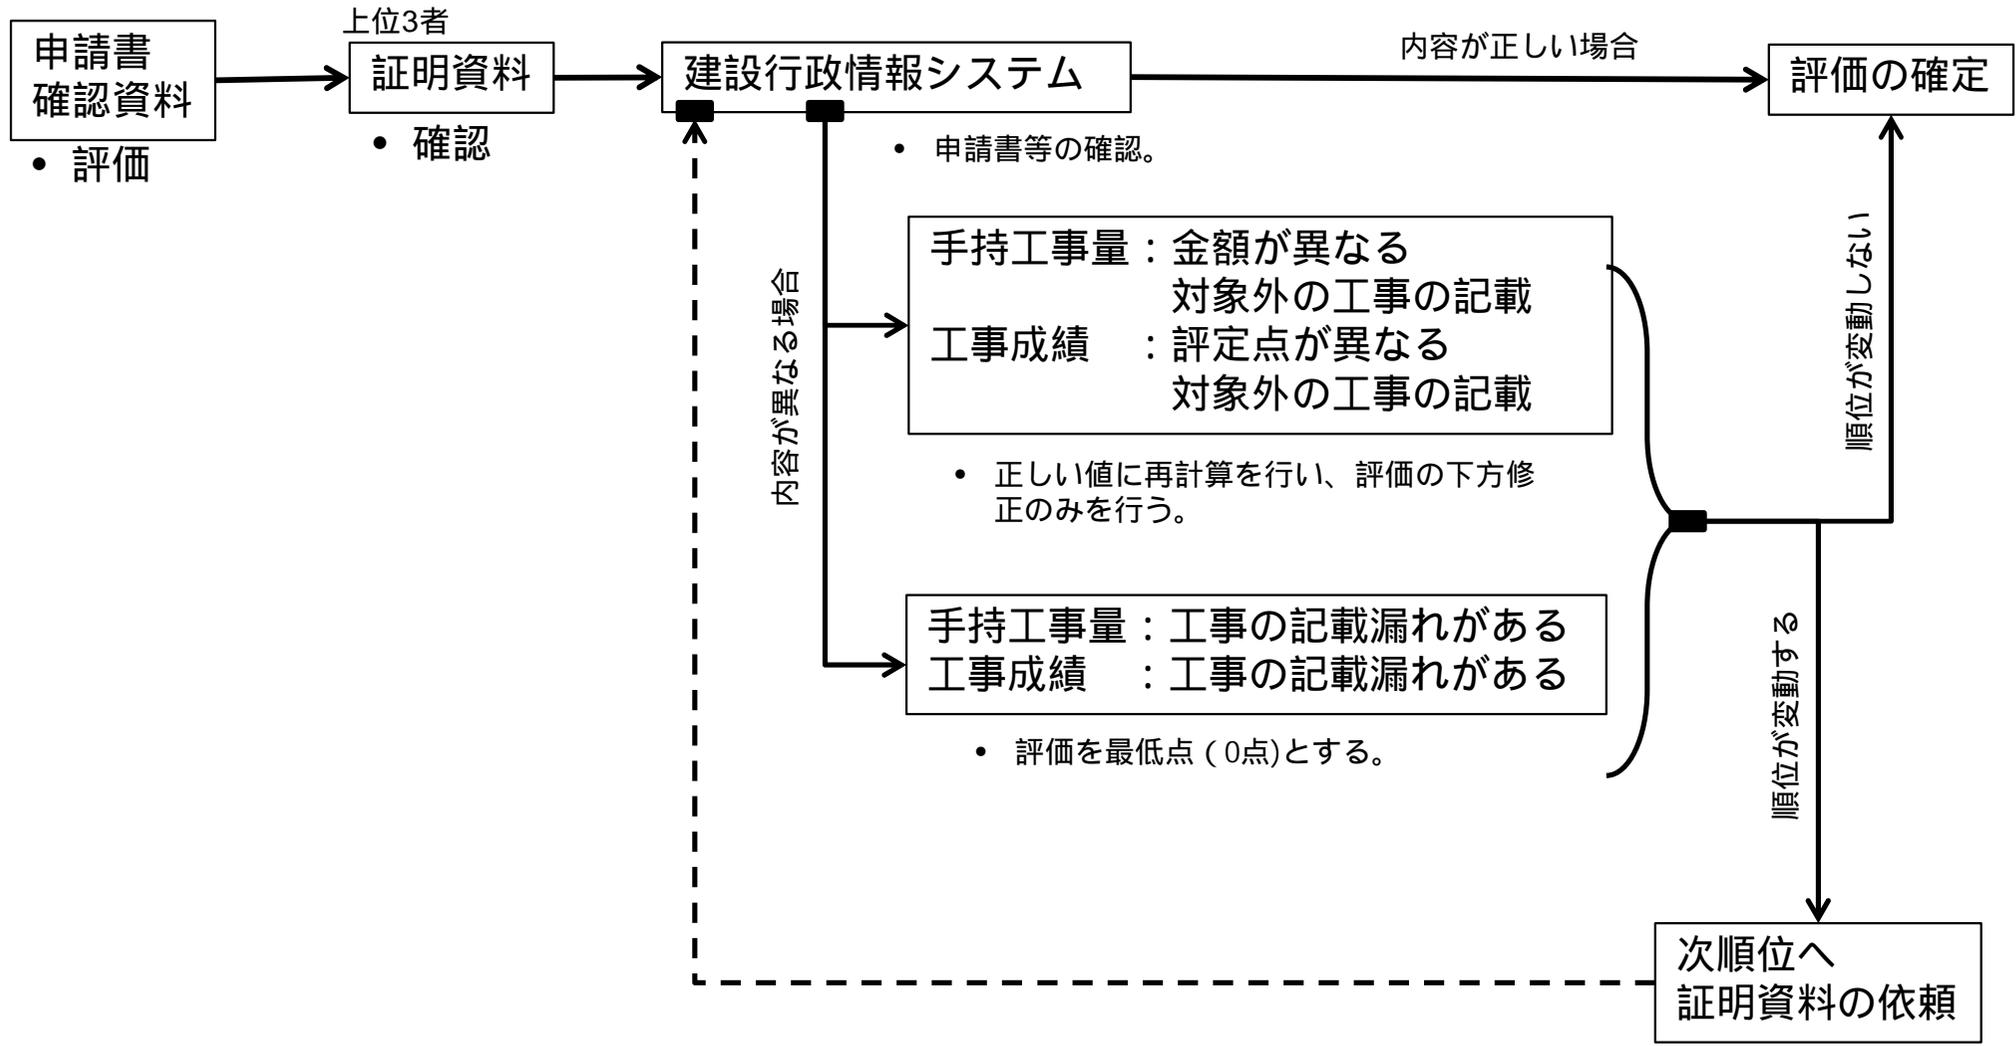 申請書
確認資料
• 評価
上位3者
証明資料
• 確認
建設行政情報システム
• 申請書等の確認。
内容が正しい場合
評価の確定
内容が異なる場合
手持工事量：金額が異なる
対象外の工事の記載
工事成績　：評定点が異なる
対象外の工事の記載
• 正しい値に再計算を行い、評価の下方修
正のみを行う。
手持工事量：工事の記載漏れがある
工事成績　：工事の記載漏れがある
• 評価を最低点（0点)とする。
順位が変動しない
順位が変動する
次順位へ
証明資料の依頼